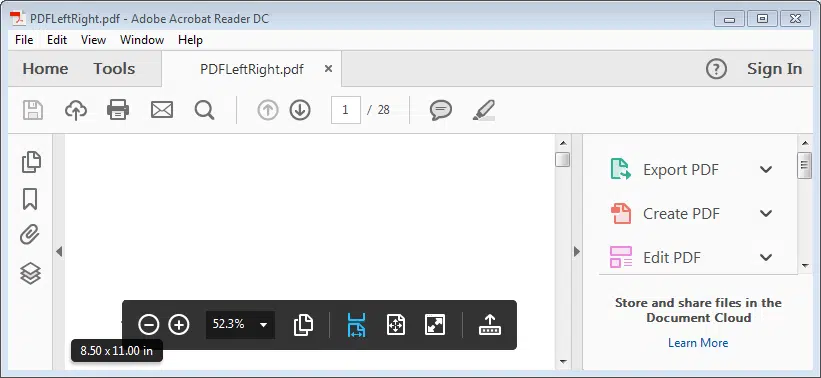 PDFLeftRight.pdf - Adobe Acrobat Reader DC
File Edit View Window Help
Home Tools PDFLeftRight.pdf × ? Sign In
1 / 28
Export PDF
Create PDF
Edit PDF
52.3%
8.50 x 11.00 in
Store and share files in the
Document Cloud
Learn More